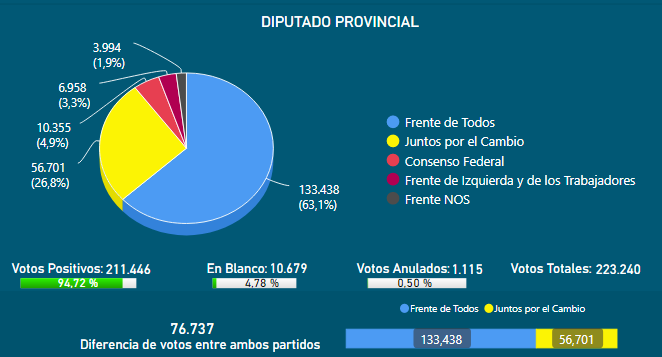 DIPUTADO PROVINCIAL
3.994
(1,9%)
6.958
(3,3%)
10.355
(4,9%)
56.701
(26,8%)
133.438
(63,1%)
Frente de Todos
Juntos por el Cambio
Consenso Federal
Frente de Izquierda y de los Trabajadores
Frente NOS
Votos Positivos: 211.446
94,72 %
En Blanco: 10.679
4,78 %
Votos Anulados: 1.115
0,50 %
Votos Totales: 223.240
76.737
Diferencia de votos entre ambos partidos
Frente de Todos Juntos por el Cambio
133,438 56,701